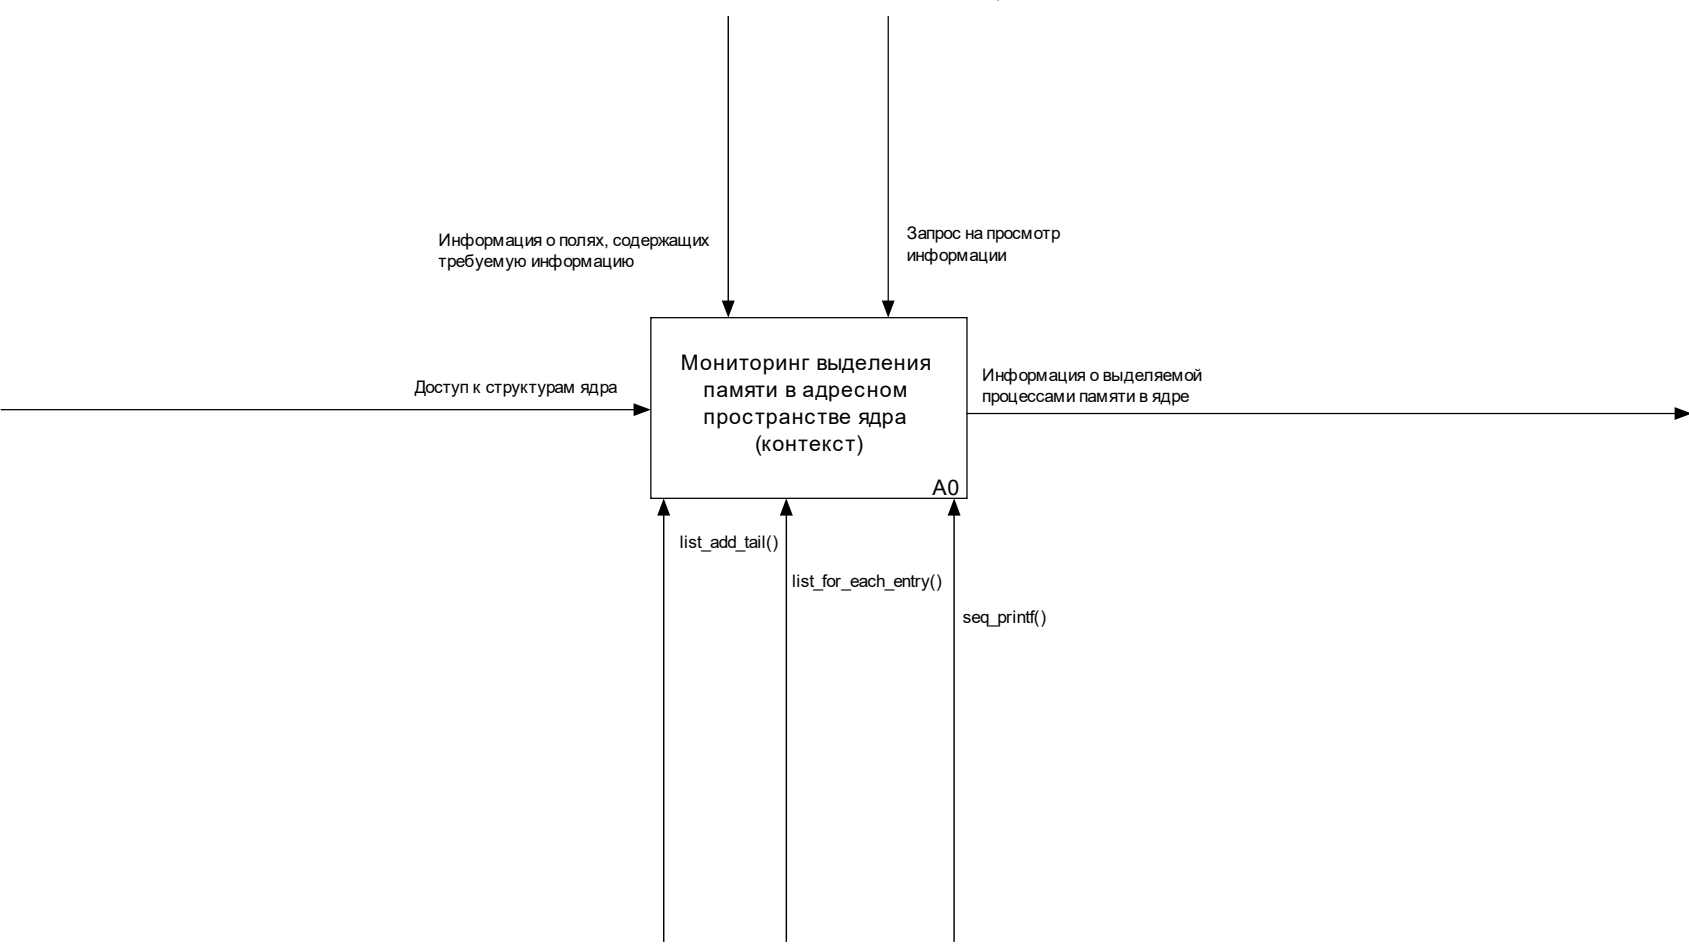 Информация о полях, содержащих
требуемую информацию
Запрос на просмотр
информации
Доступ к структурам ядра
Мониторинг выделения
памяти в адресном
пространстве ядра
(контекст)
A0
Информация о выделяемой
процессами памяти в ядре
list_add_tail()
list_for_each_entry()
seq_printf()